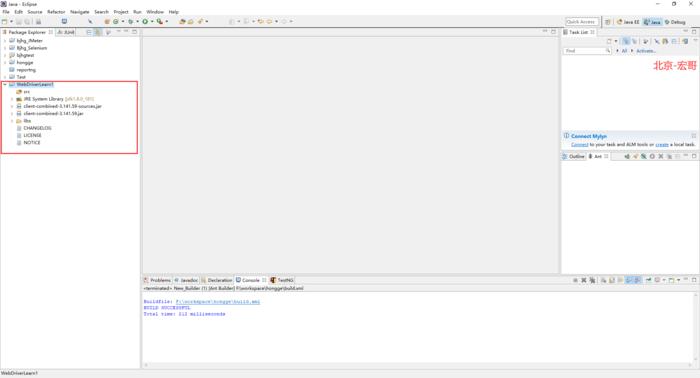 Java - Eclipse
File Edit Source Refactor Navigate Search Project Run Window Help
Quick Access
Java EE Java Debug
Package Explorer JUnit
bjhg_JMeter
bjhg_Selenium
bjhgtest
hongge
reportng
Test
WebDriverLearn1
src
JRE System Library [jdk1.8.0_181]
client-combined-3.141.59-sources.jar
client-combined-3.141.59.jar
libs
CHANGELOG
LICENSE
NOTICE
Task List
Find All Activate...
北京-宏哥
Connect Mylyn
Connect to your task and ALM tools or create a local task.
Outline Ant
Problems Javadoc Declaration Console TestNG
<terminated> New_Builder (1) [Ant Builder] F:\workspace\hongge\build.xml
Buildfile: F:\workspace\hongge\build.xml
BUILD SUCCESSFUL
Total time: 212 milliseconds
WebDriverLearn1